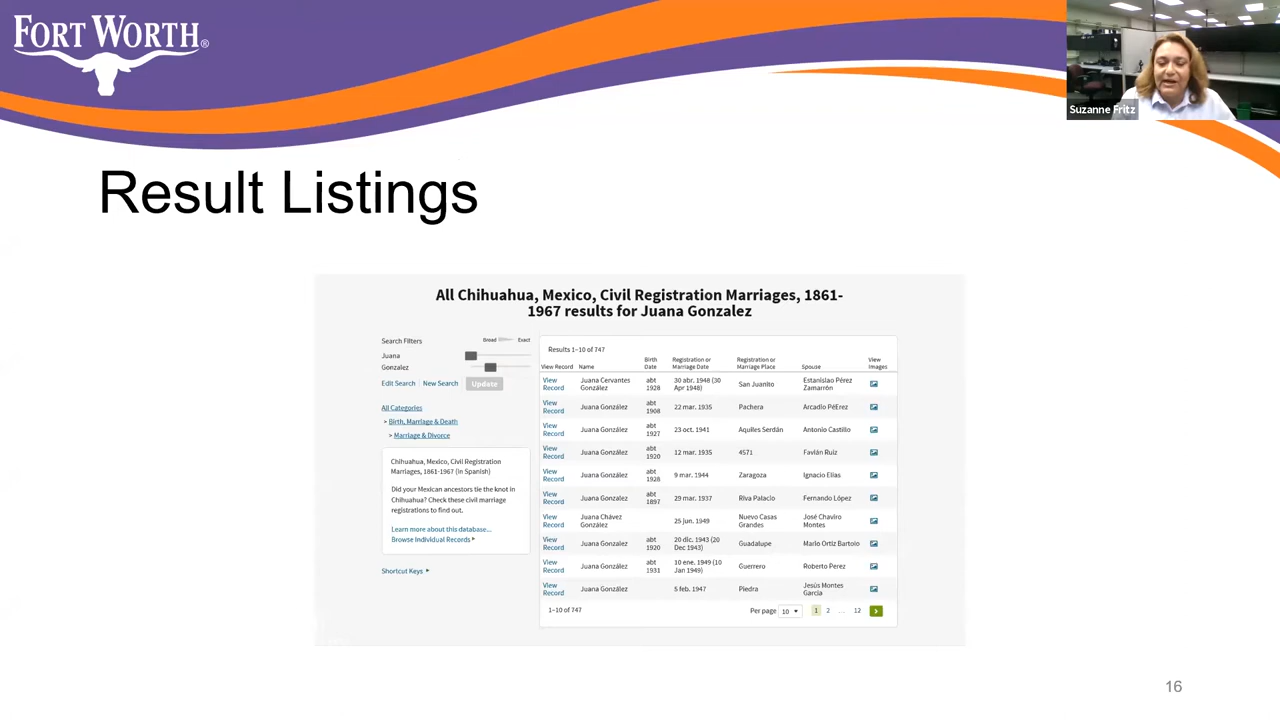 FORT WORTH®
Suzanne Fritz
Result Listings
All Chihuahua, Mexico, Civil Registration Marriages, 1861-
1967 results for Juana Gonzalez
Search Filters
Broad
Exact
Juana
Gonzalez
Edit Search | New Search
Update
All Categories
> Birth, Marriage & Death
> Marriage & Divorce
Chihuahua, Mexico, Civil Registration
Marriages, 1861-1967 (in Spanish)
Did your Mexican ancestors tie the knot in
Chihuahua? Check these civil marriage
registrations to find out.
Learn more about this database...
Browse Individual Records
Shortcut Keys
Results 1–10 of 747
View Record Name Birth Date Registration or Marriage Date Registration or Marriage Place Spouse View Images
View Record Juana Cervantes González abt 1928 30 abr. 1948 (30 Apr 1948) San Juanito Estanislao Pérez Zamarrón
View Record Juana González abt 1908 22 mar. 1935 Pachera Arcadio PéErez
View Record Juana González abt 1927 23 oct. 1941 Aquiles Serdán Antonio Castillo
View Record Juana González abt 1920 12 mar. 1935 4571 Favián Ruiz
View Record Juana González abt 1928 9 mar. 1944 Zaragoza Ignacio Elias
View Record Juana Gonzalez abt 1897 29 mar. 1937 Riva Palacio Fernando López
View Record Juana Chávez González 25 jun. 1949 Nuevo Casas Grandes José Chaviro Montes
View Record Juana Gonzalez abt 1920 20 dic. 1943 (20 Dec 1943) Guadalupe Mario Ortiz Bartolo
View Record Juana Gonzalez abt 1931 10 ene. 1949 (10 Jan 1949) Guerrero Roberto Perez
View Record Juana González 5 feb. 1947 Piedra Jesús Montes Garcia
1–10 of 747
Per page 10 1 2 ... 12
16